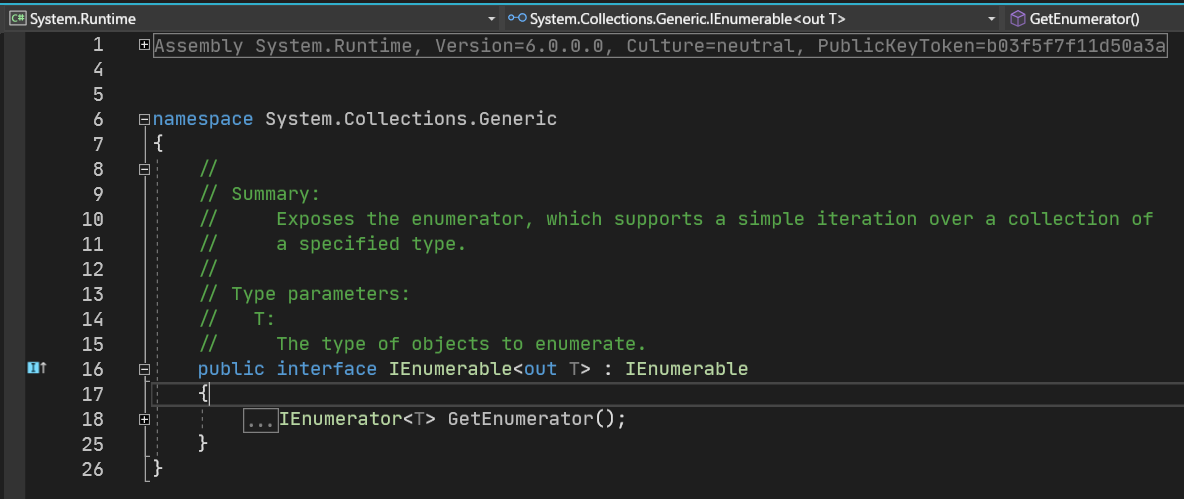 C# System.Runtime System.Collections.Generic.IEnumerable<out T> GetEnumerator()
1 Assembly System.Runtime, Version=6.0.0.0, Culture=neutral, PublicKeyToken=b03f5f7f11d50a3a
4
5
6 namespace System.Collections.Generic
7 {
8 //
9 // Summary:
10 //     Exposes the enumerator, which supports a simple iteration over a collection of
11 //     a specified type.
12 //
13 // Type parameters:
14 //   T:
15 //     The type of objects to enumerate.
16 public interface IEnumerable<out T> : IEnumerable
17 {
18 ...IEnumerator<T> GetEnumerator();
25 }
26 }